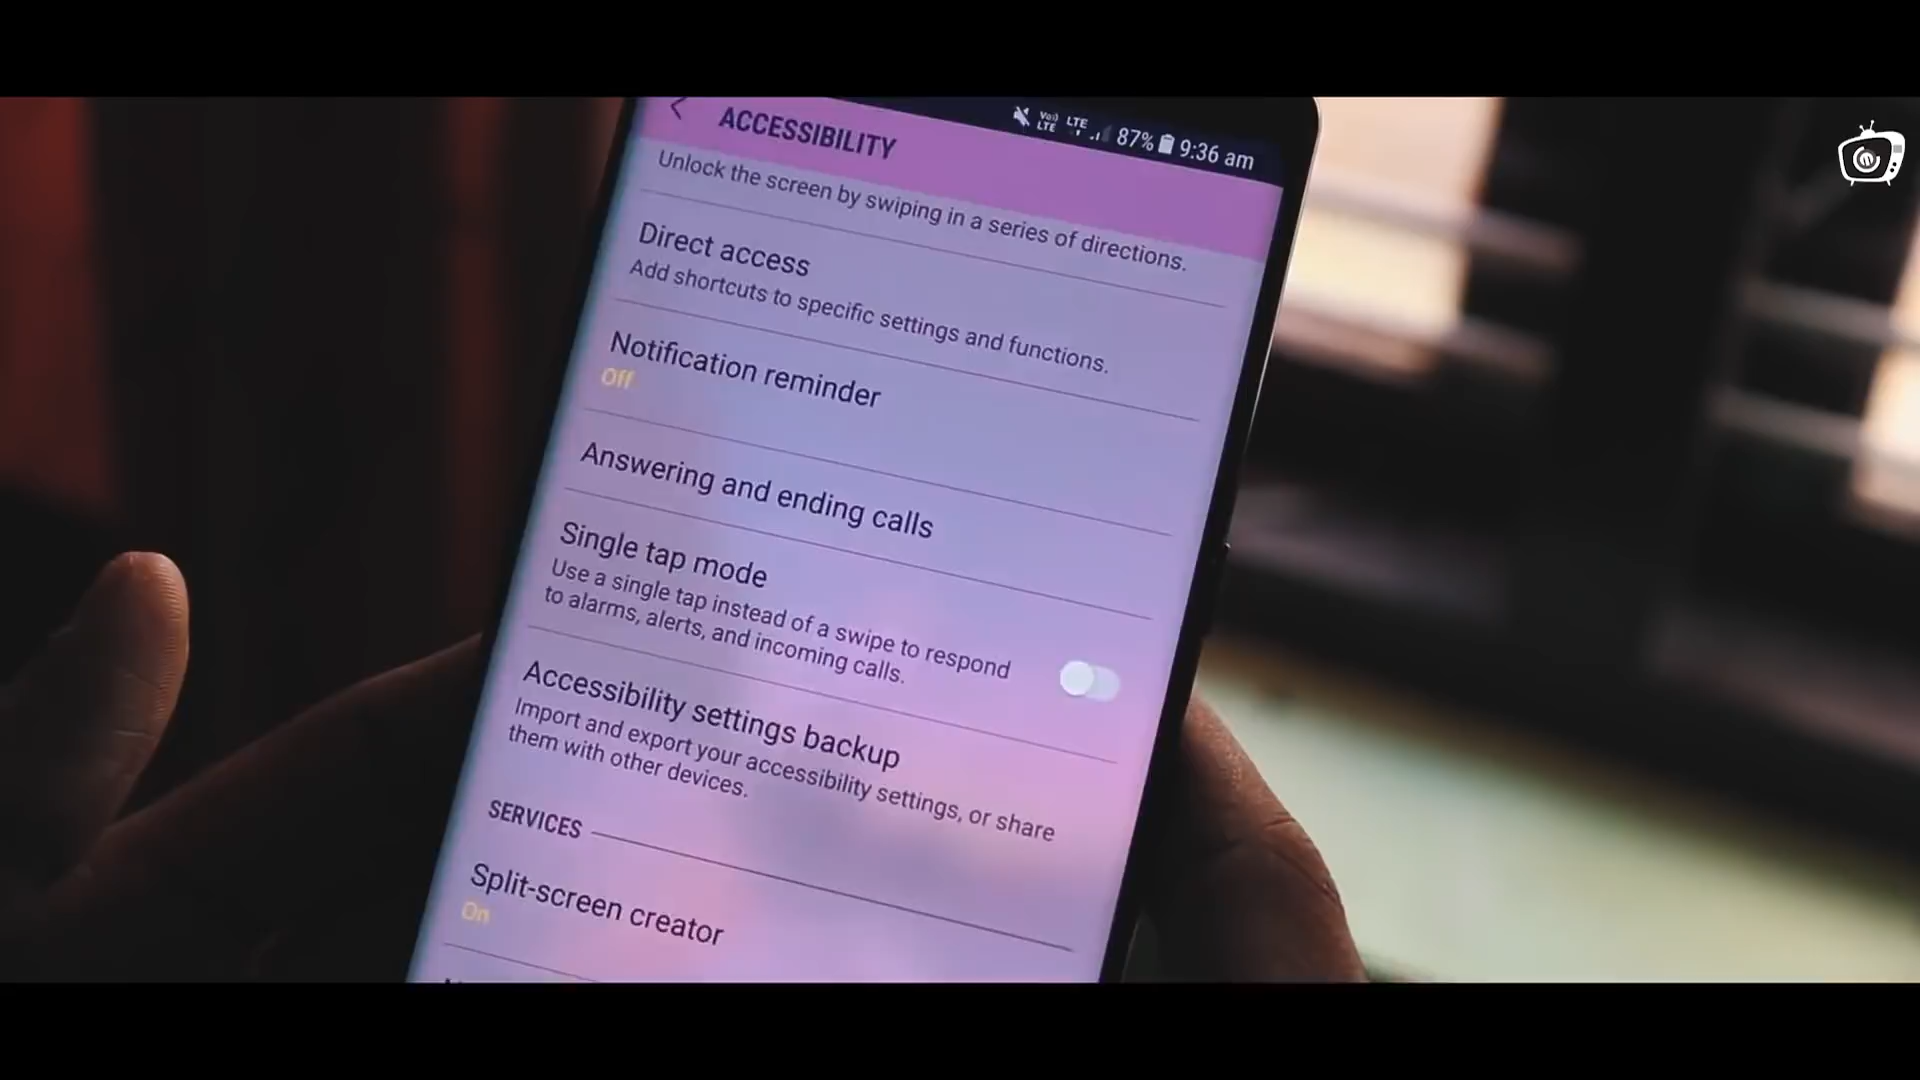 ACCESSIBILITY
LTE 87% 9:36 am
Unlock the screen by swiping in a series of directions.
Direct access
Add shortcuts to specific settings and functions.
Notification reminder
Off
Answering and ending calls
Single tap mode
Use a single tap instead of a swipe to respond
to alarms, alerts, and incoming calls.
Accessibility settings backup
Import and export your accessibility settings, or share
them with other devices.
SERVICES
Split-screen creator
On